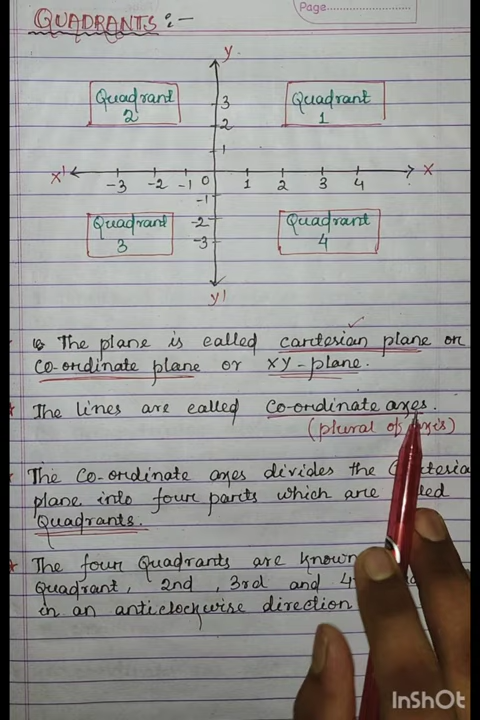 Page
QUADRANTS :-
Y
Quadrant
2
Quadrant
1
3
2
1
X'
-3 -2 -1 0 1 2 3 4
X
-1
-2
-3
Quadrant
3
Quadrant
4
Y'
The plane is called cartesian plane or
co-ordinate plane or XY-plane.
The lines are called co-ordinate axes.
(plural of axis)
The co-ordinate axes divides the
plane into four parts which are
Quadrants.
The four Quadrants are known
Quadrant, 2nd, 3rd and
in an anticlockwise direction
InShOt